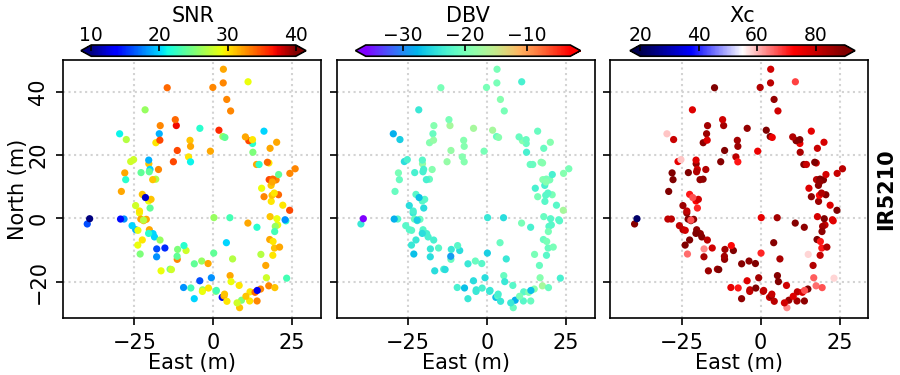 SNR DBV Xc
10 20 30 40 −30 −20 −10 20 40 60 80
40
20
0
−20
North (m)
IR5210
−25 0 25 −25 0 25 −25 0 25
East (m) East (m) East (m)